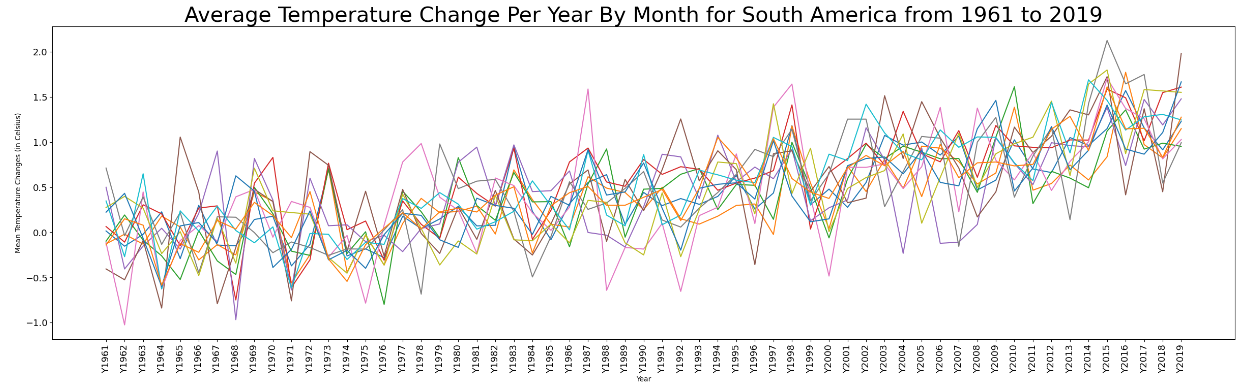 Average Temperature Change Per Year By Month for South America from 1961 to 2019
Mean Temperature Changes (in Celsius)
2.0
1.5
1.0
0.5
0.0
−0.5
−1.0
Y1961 Y1962 Y1963 Y1964 Y1965 Y1966 Y1967 Y1968 Y1969 Y1970 Y1971 Y1972 Y1973 Y1974 Y1975 Y1976 Y1977 Y1978 Y1979 Y1980 Y1981 Y1982 Y1983 Y1984 Y1985 Y1986 Y1987 Y1988 Y1989 Y1990 Y1991 Y1992 Y1993 Y1994 Y1995 Y1996 Y1997 Y1998 Y1999 Y2000 Y2001 Y2002 Y2003 Y2004 Y2005 Y2006 Y2007 Y2008 Y2009 Y2010 Y2011 Y2012 Y2013 Y2014 Y2015 Y2016 Y2017 Y2018 Y2019
Year